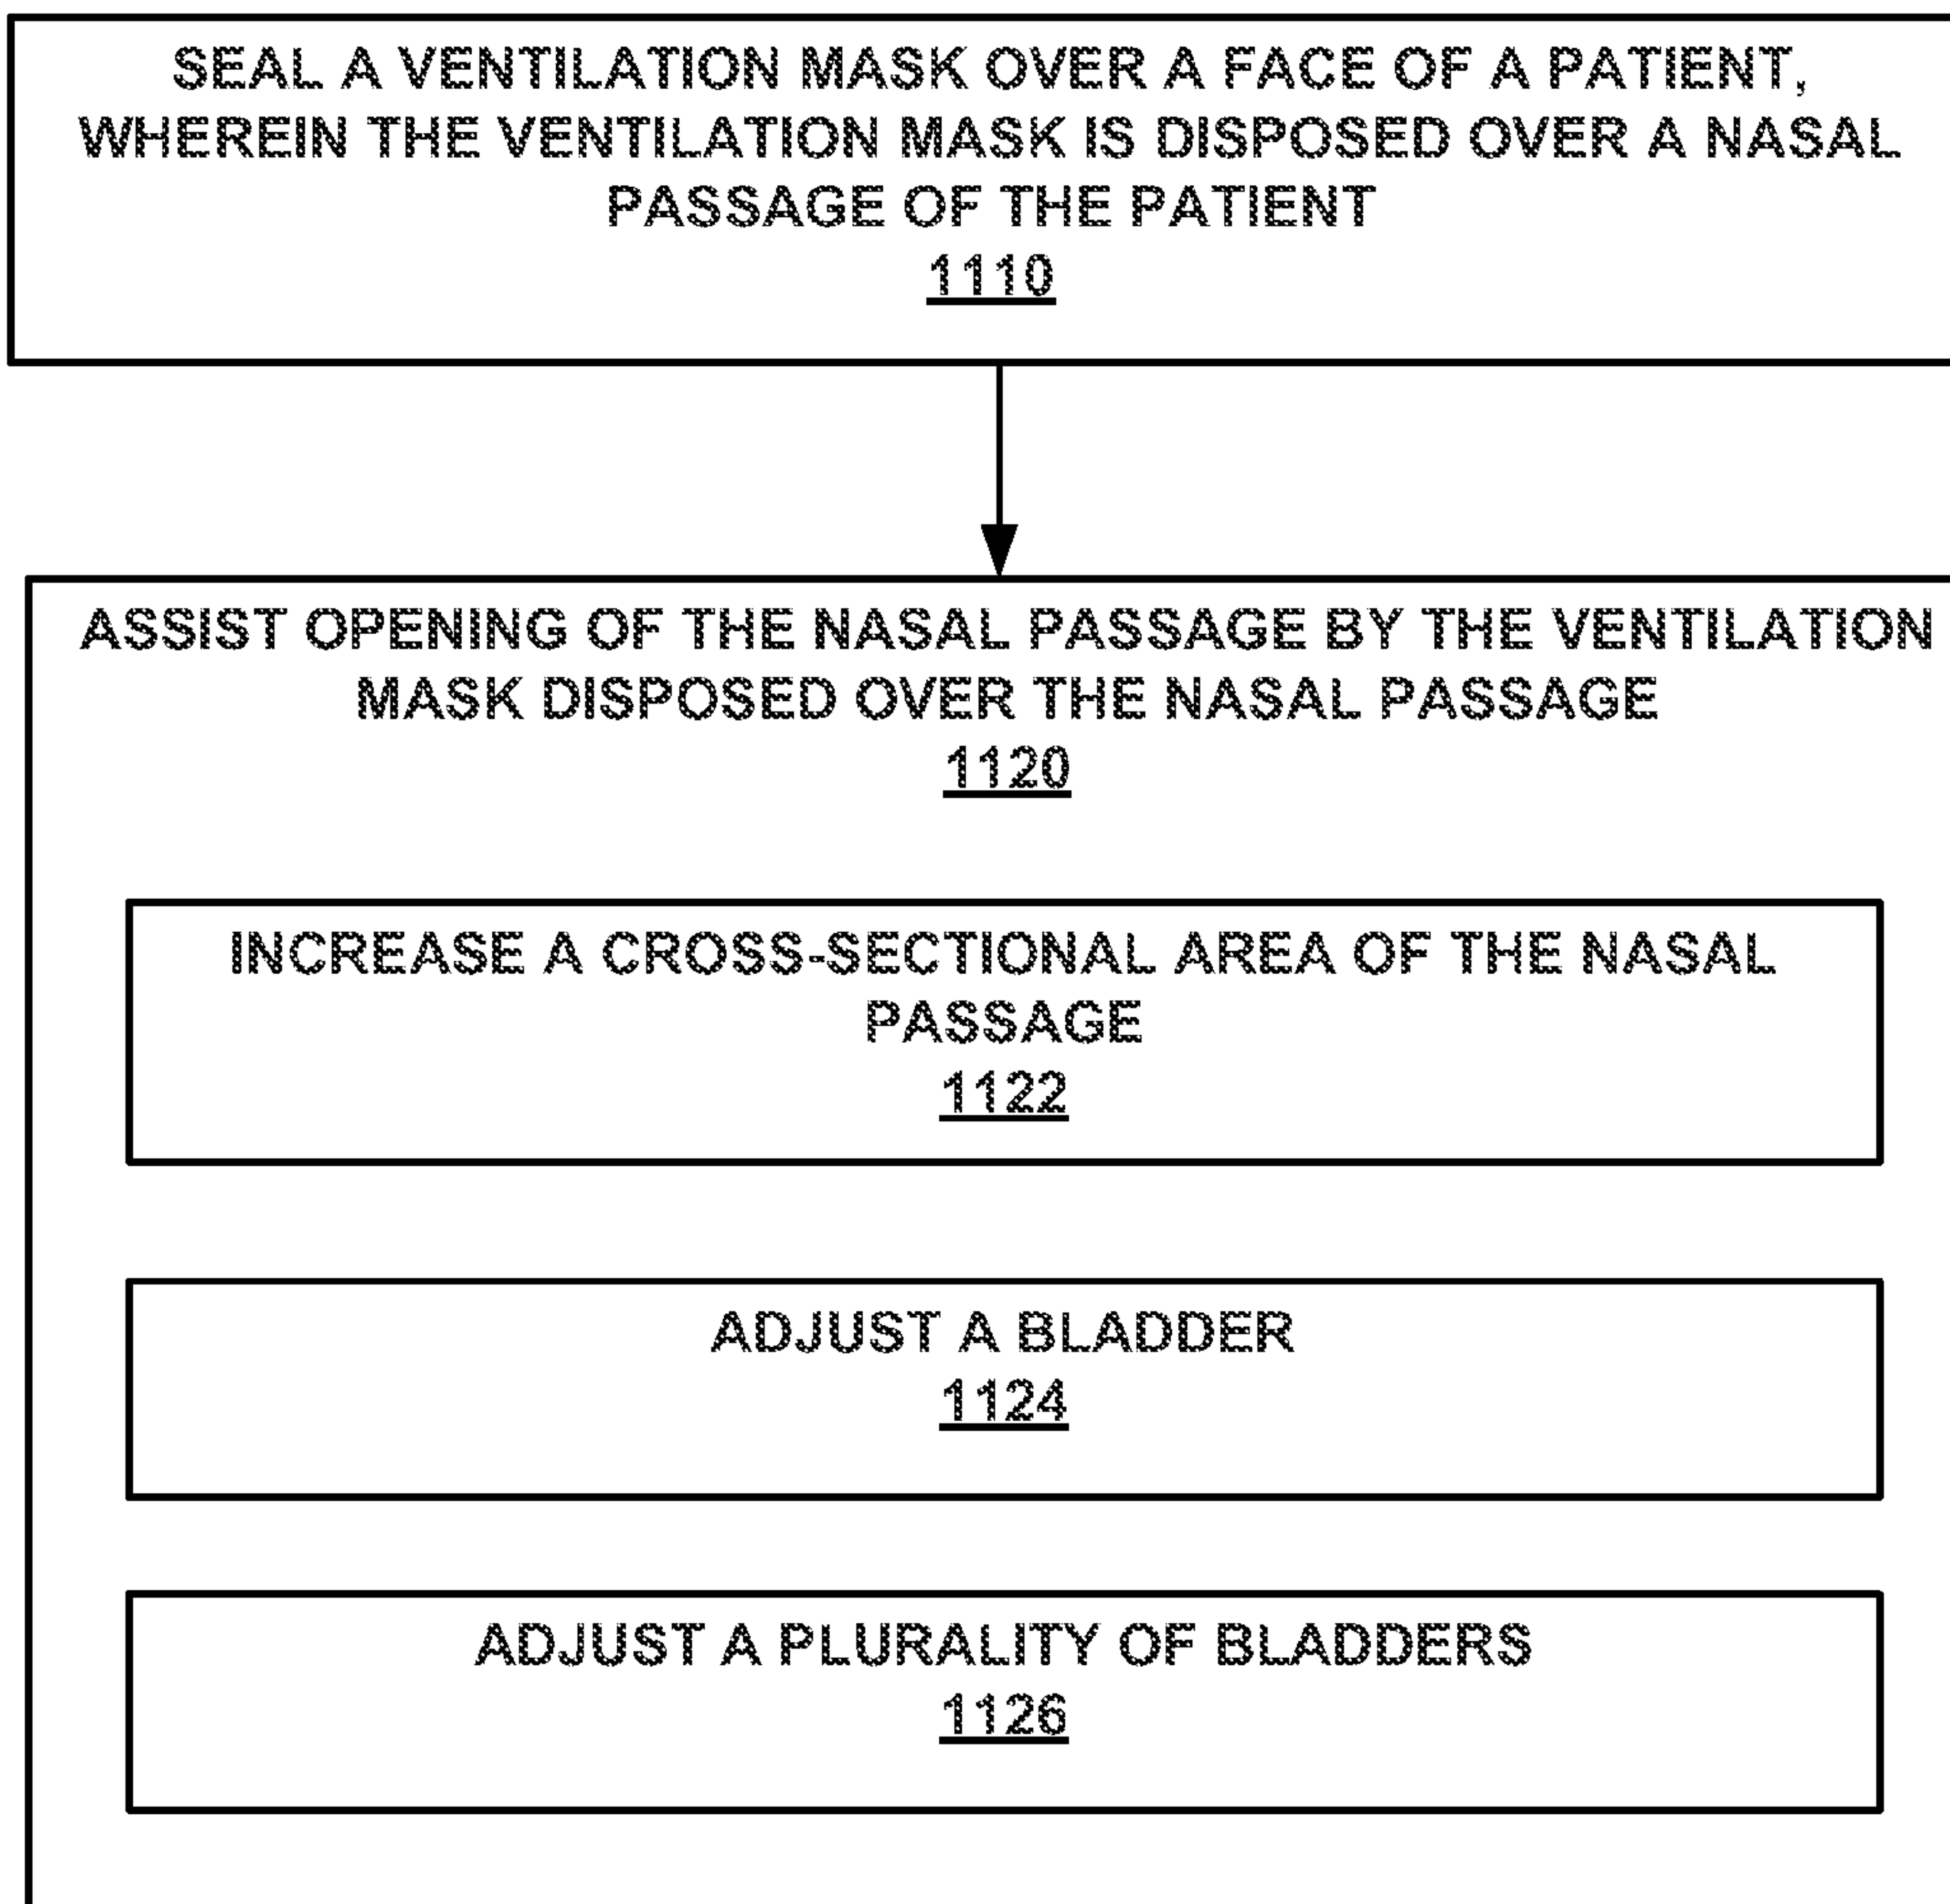 SEAL A VENTILATION MASK OVER A FACE OF A PATIENT,
WHEREIN THE VENTILATION MASK IS DISPOSED OVER A NASAL
PASSAGE OF THE PATIENT
1110
ASSIST OPENING OF THE NASAL PASSAGE BY THE VENTILATION
MASK DISPOSED OVER THE NASAL PASSAGE
1120
INCREASE A CROSS-SECTIONAL AREA OF THE NASAL
PASSAGE
1122
ADJUST A BLADDER
1124
ADJUST A PLURALITY OF BLADDERS
1126